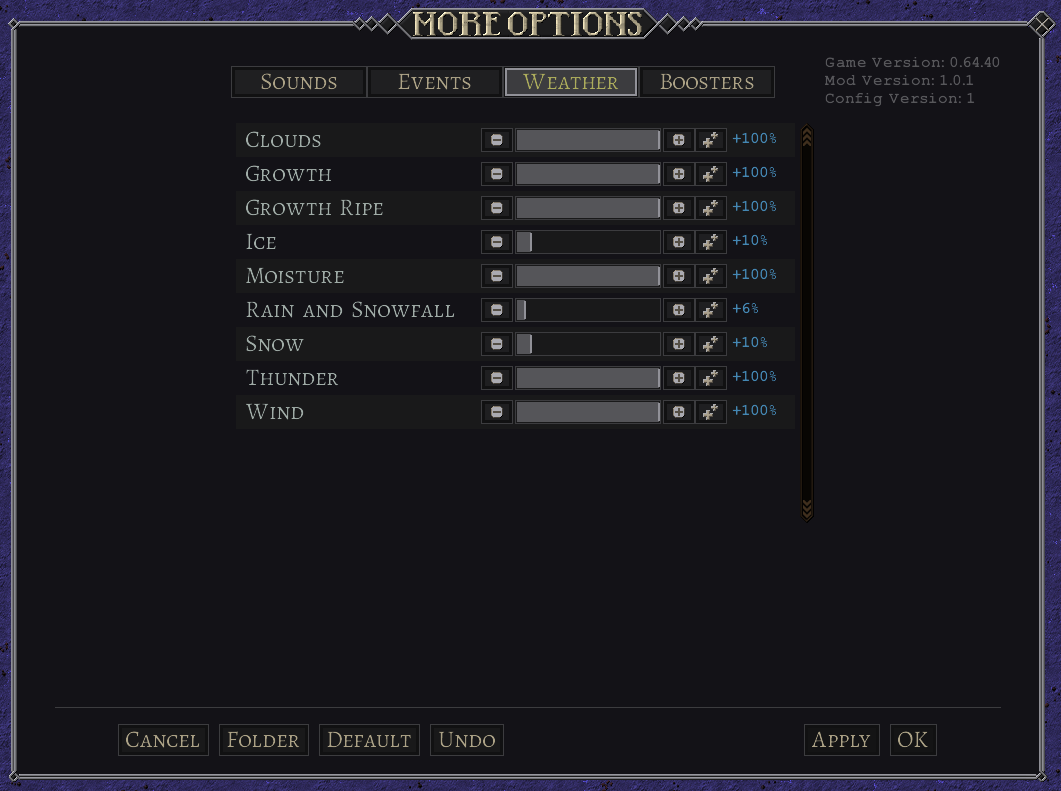 MORE OPTIONS
Game Version: 0.64.40
Mod Version: 1.0.1
Config Version: 1
Sounds Events Weather Boosters
Clouds +100%
Growth +100%
Growth Ripe +100%
Ice +10%
Moisture +100%
Rain and Snowfall +6%
Snow +10%
Thunder +100%
Wind +100%
Cancel Folder Default Undo Apply OK